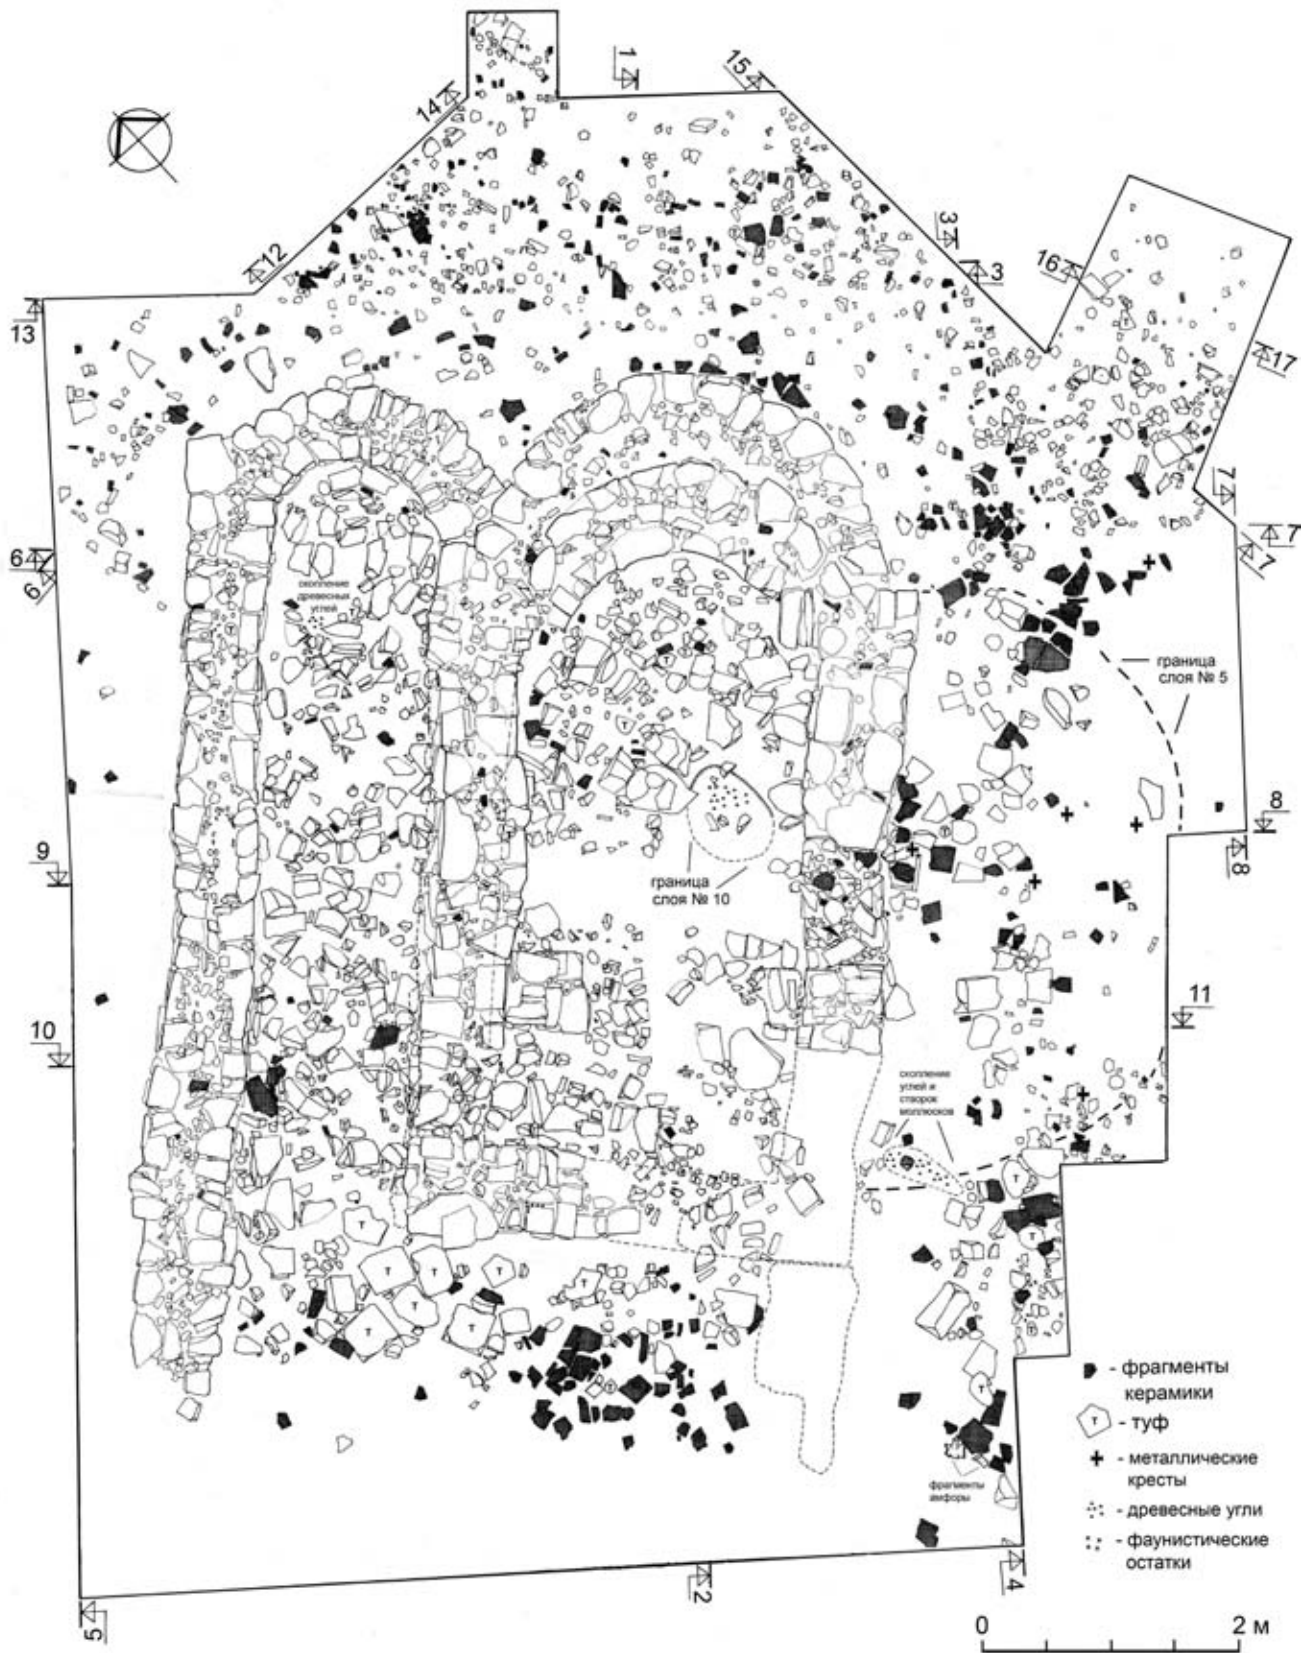 1
15
14
3
3
16
12
13
17
7
7
7
6
6
скопление
древесных
углей
граница
слоя № 5
8
8
9
граница
слоя № 10
11
10
скопление
углей и
створок
моллюсков
фрагменты
амфоры
- фрагменты
керамики
т - туф
- металлические
кресты
- древесные угли
- фаунистические
остатки
5
2
4
0 2 м